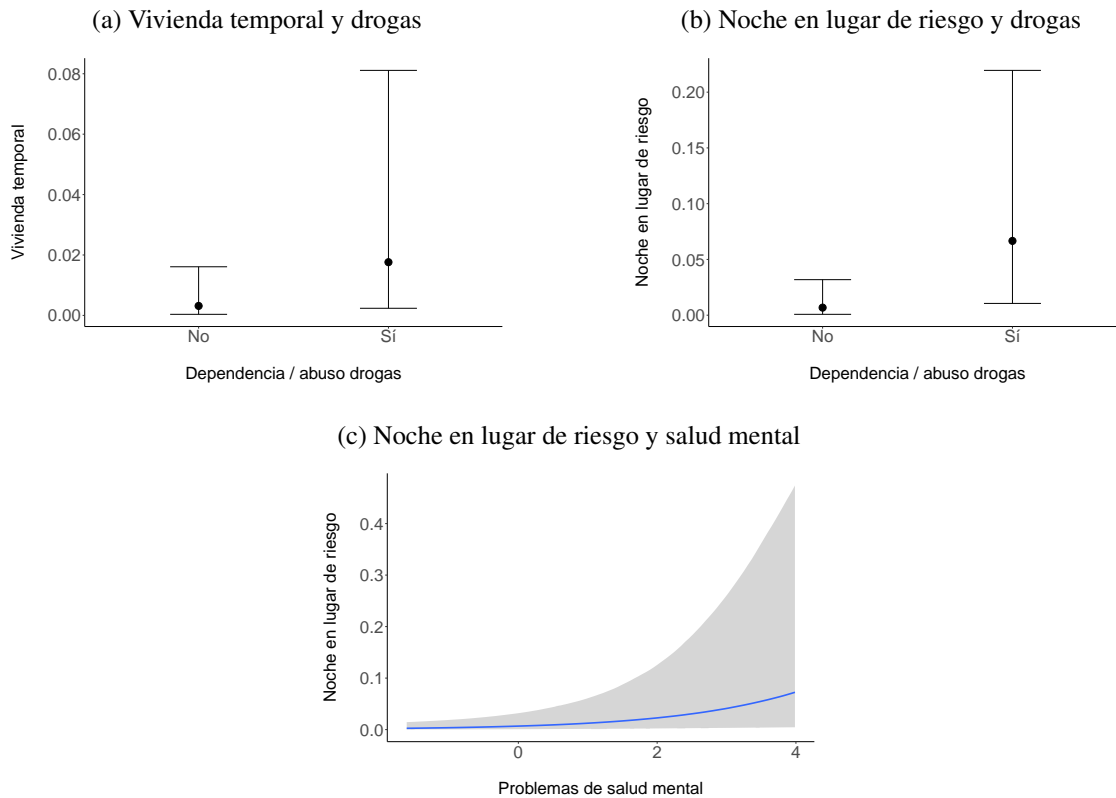 (a) Vivienda temporal y drogas
0.08
0.06
0.04
0.02
0.00
Vivienda temporal
No
Sí
Dependencia / abuso drogas
(b) Noche en lugar de riesgo y drogas
0.20
0.15
0.10
0.05
0.00
Noche en lugar de riesgo
No
Sí
Dependencia / abuso drogas
(c) Noche en lugar de riesgo y salud mental
0.4
0.3
0.2
0.1
0.0
Noche en lugar de riesgo
0
2
4
Problemas de salud mental